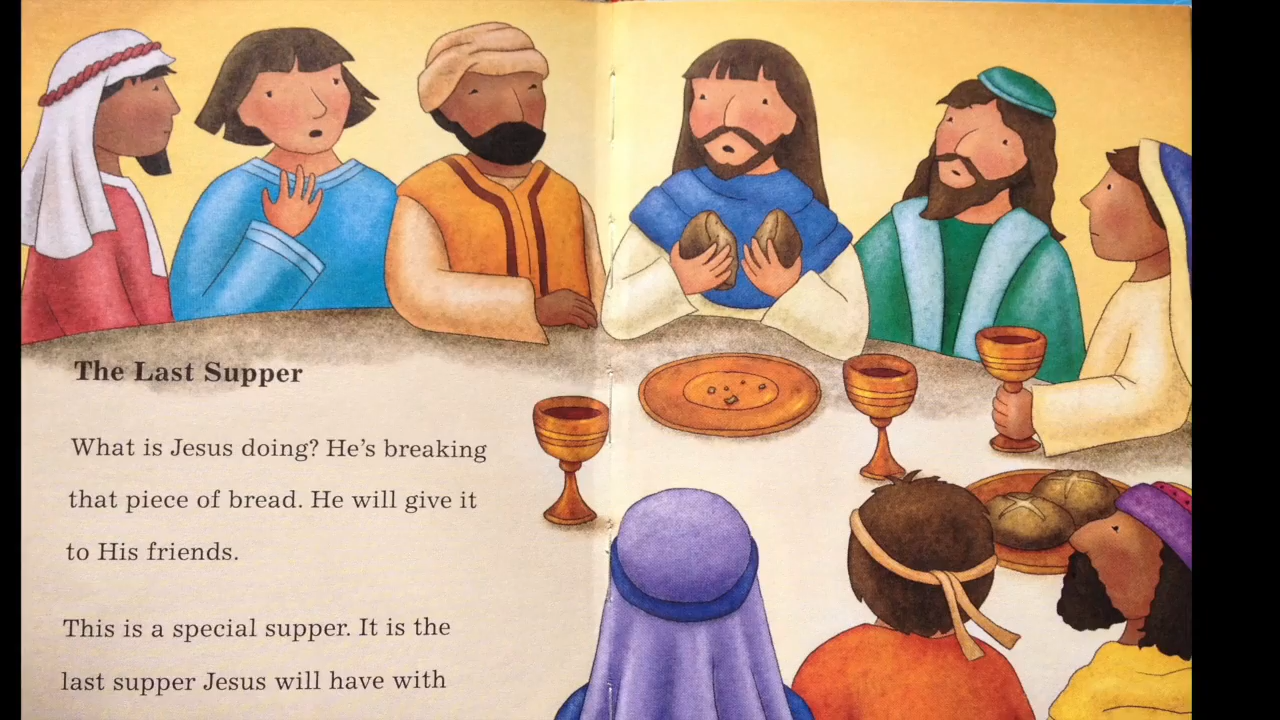 The Last Supper
What is Jesus doing? He's breaking
that piece of bread. He will give it
to His friends.
This is a special supper. It is the
last supper Jesus will have with